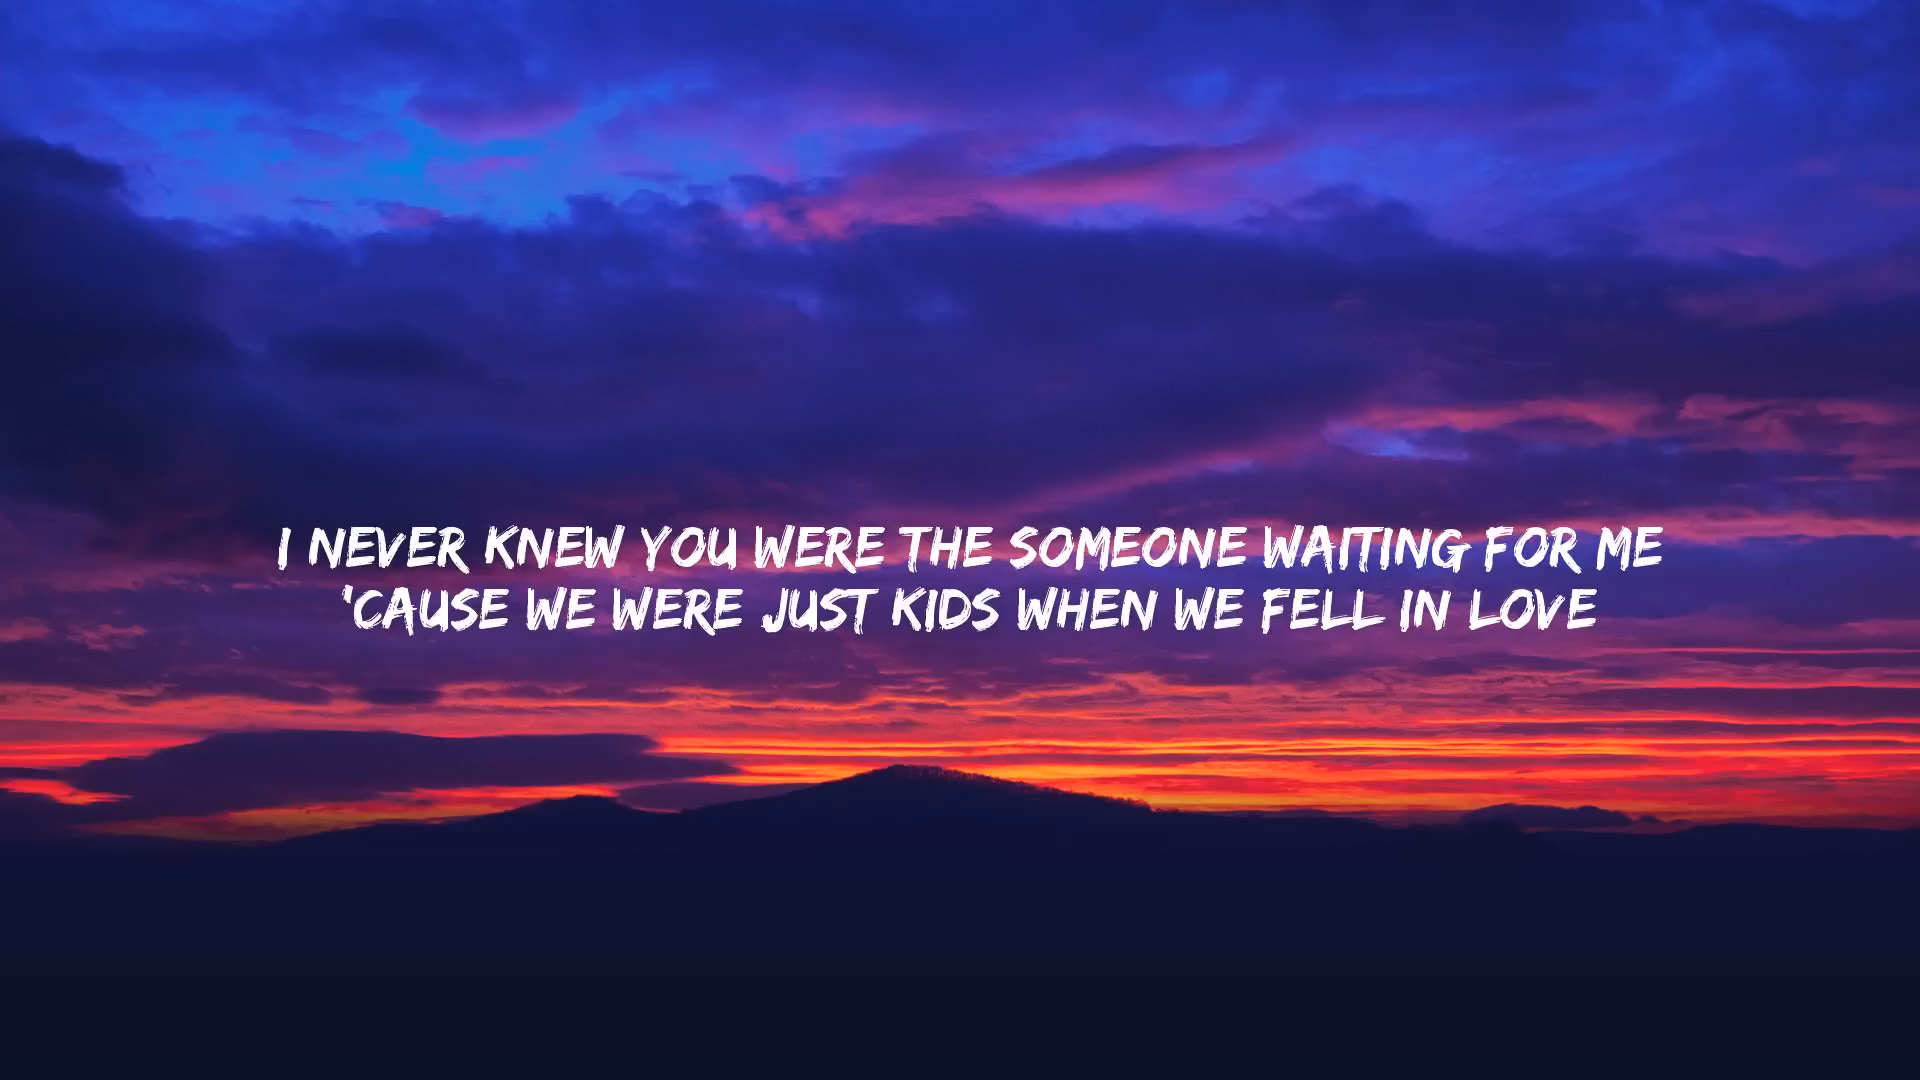 I NEVER KNEW YOU WERE THE SOMEONE WAITING FOR ME
'CAUSE WE WERE JUST KIDS WHEN WE FELL IN LOVE